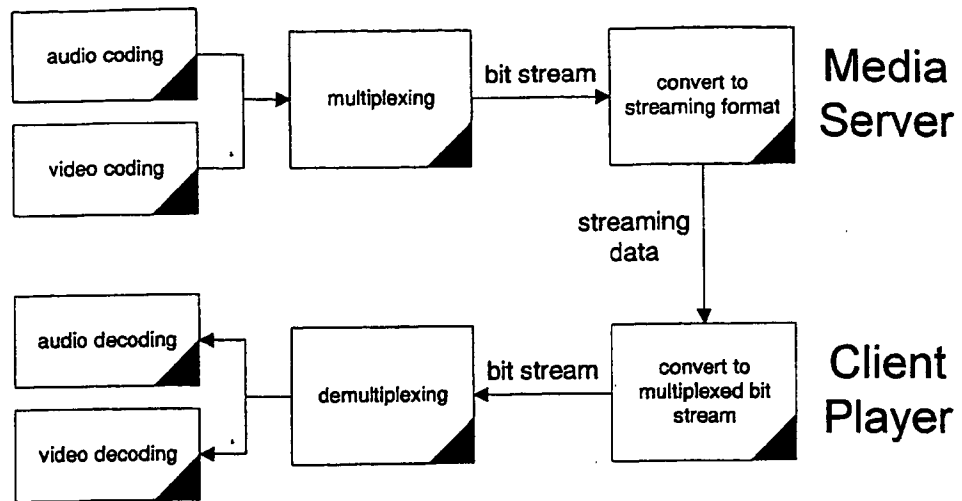 audio coding
video coding
multiplexing
bit stream
convert to
streaming format
Media
Server
streaming
data
audio decoding
video decoding
demultiplexing
bit stream
convert to
multiplexed bit
stream
Client
Player